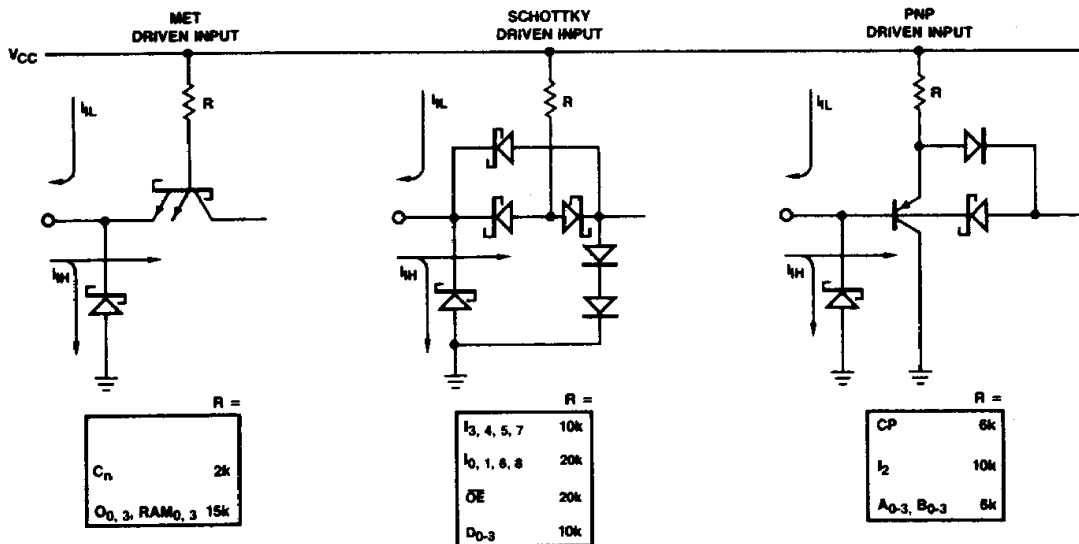 MET
DRIVEN INPUT
SCHOTTKY
DRIVEN INPUT
PNP
DRIVEN INPUT
VCC
R
IIL
IIH
R
IIL
IIH
R
IIL
IIH
R =
Cn 2k
O0, 3, RAM0, 3 15k
R =
I3, 4, 5, 7 10k
I0, 1, 6, 8 20k
OE 20k
D0-3 10k
R =
CP 6k
I2 10k
A0-3, B0-3 6k